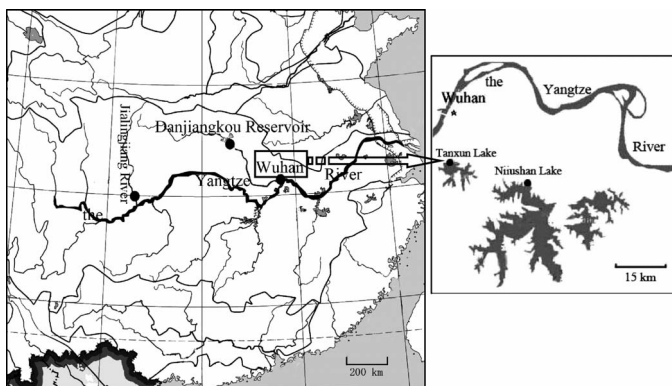 Jialingjiang River
Danjiangkou Reservoir
Wuhan
the Yangtze River
200 km
the Yangtze River
Wuhan
Tanxun Lake
Niiushan Lake
15 km